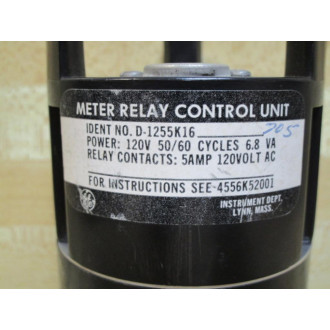 METER RELAY CONTROL UNIT
IDENT NO. D-1255K16 705
POWER: 120V 50/60 CYCLES 6.8 VA
RELAY CONTACTS: 5AMP 120VOLT AC
FOR INSTRUCTIONS SEE-4556K52001
INSTRUMENT DEPT.
LYNN, MASS.